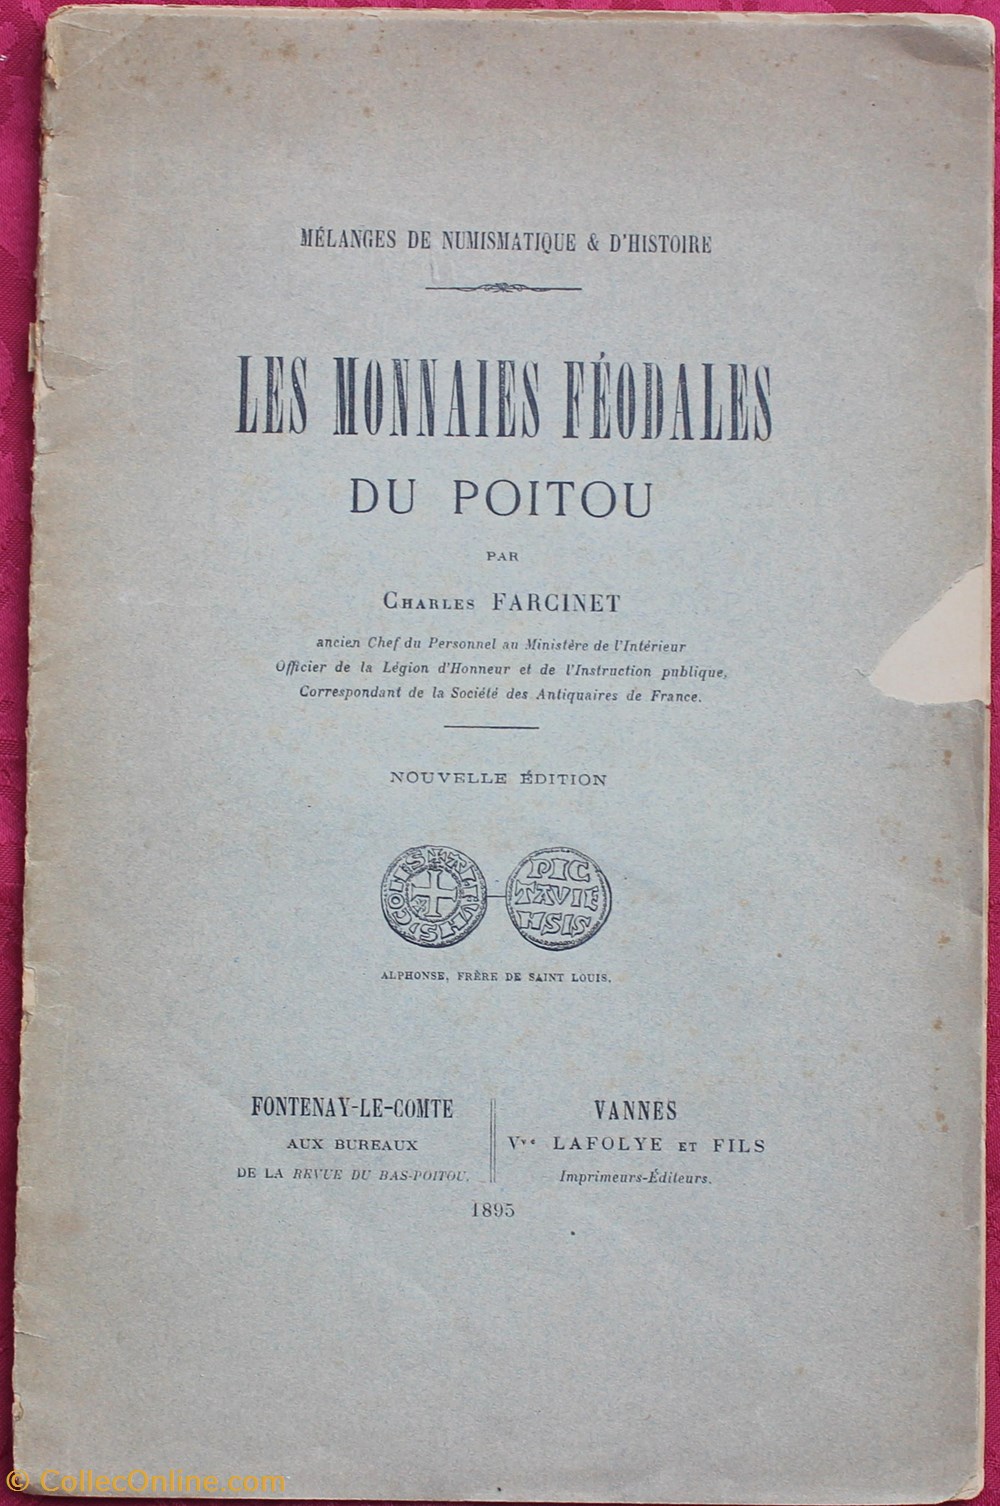 MÉLANGES DE NUMISMATIQUE & D'HISTOIRE
LES MONNAIES FÉODALES
DU POITOU
PAR
CHARLES FARCINET
ancien Chef du Personnel au Ministère de l'Intérieur
Officier de la Légion d'Honneur et de l'Instruction publique,
Correspondant de la Société des Antiquaires de France.
NOUVELLE ÉDITION
✠ALFVHSVS·COMES
PIC
TAVIE
NSIS
ALPHONSE, FRÈRE DE SAINT LOUIS.
FONTENAY-LE-COMTE
AUX BUREAUX
DE LA REVUE DU BAS-POITOU.
VANNES
Vve LAFOLYE ET FILS
Imprimeurs-Éditeurs.
1895
© CollecOnline.com